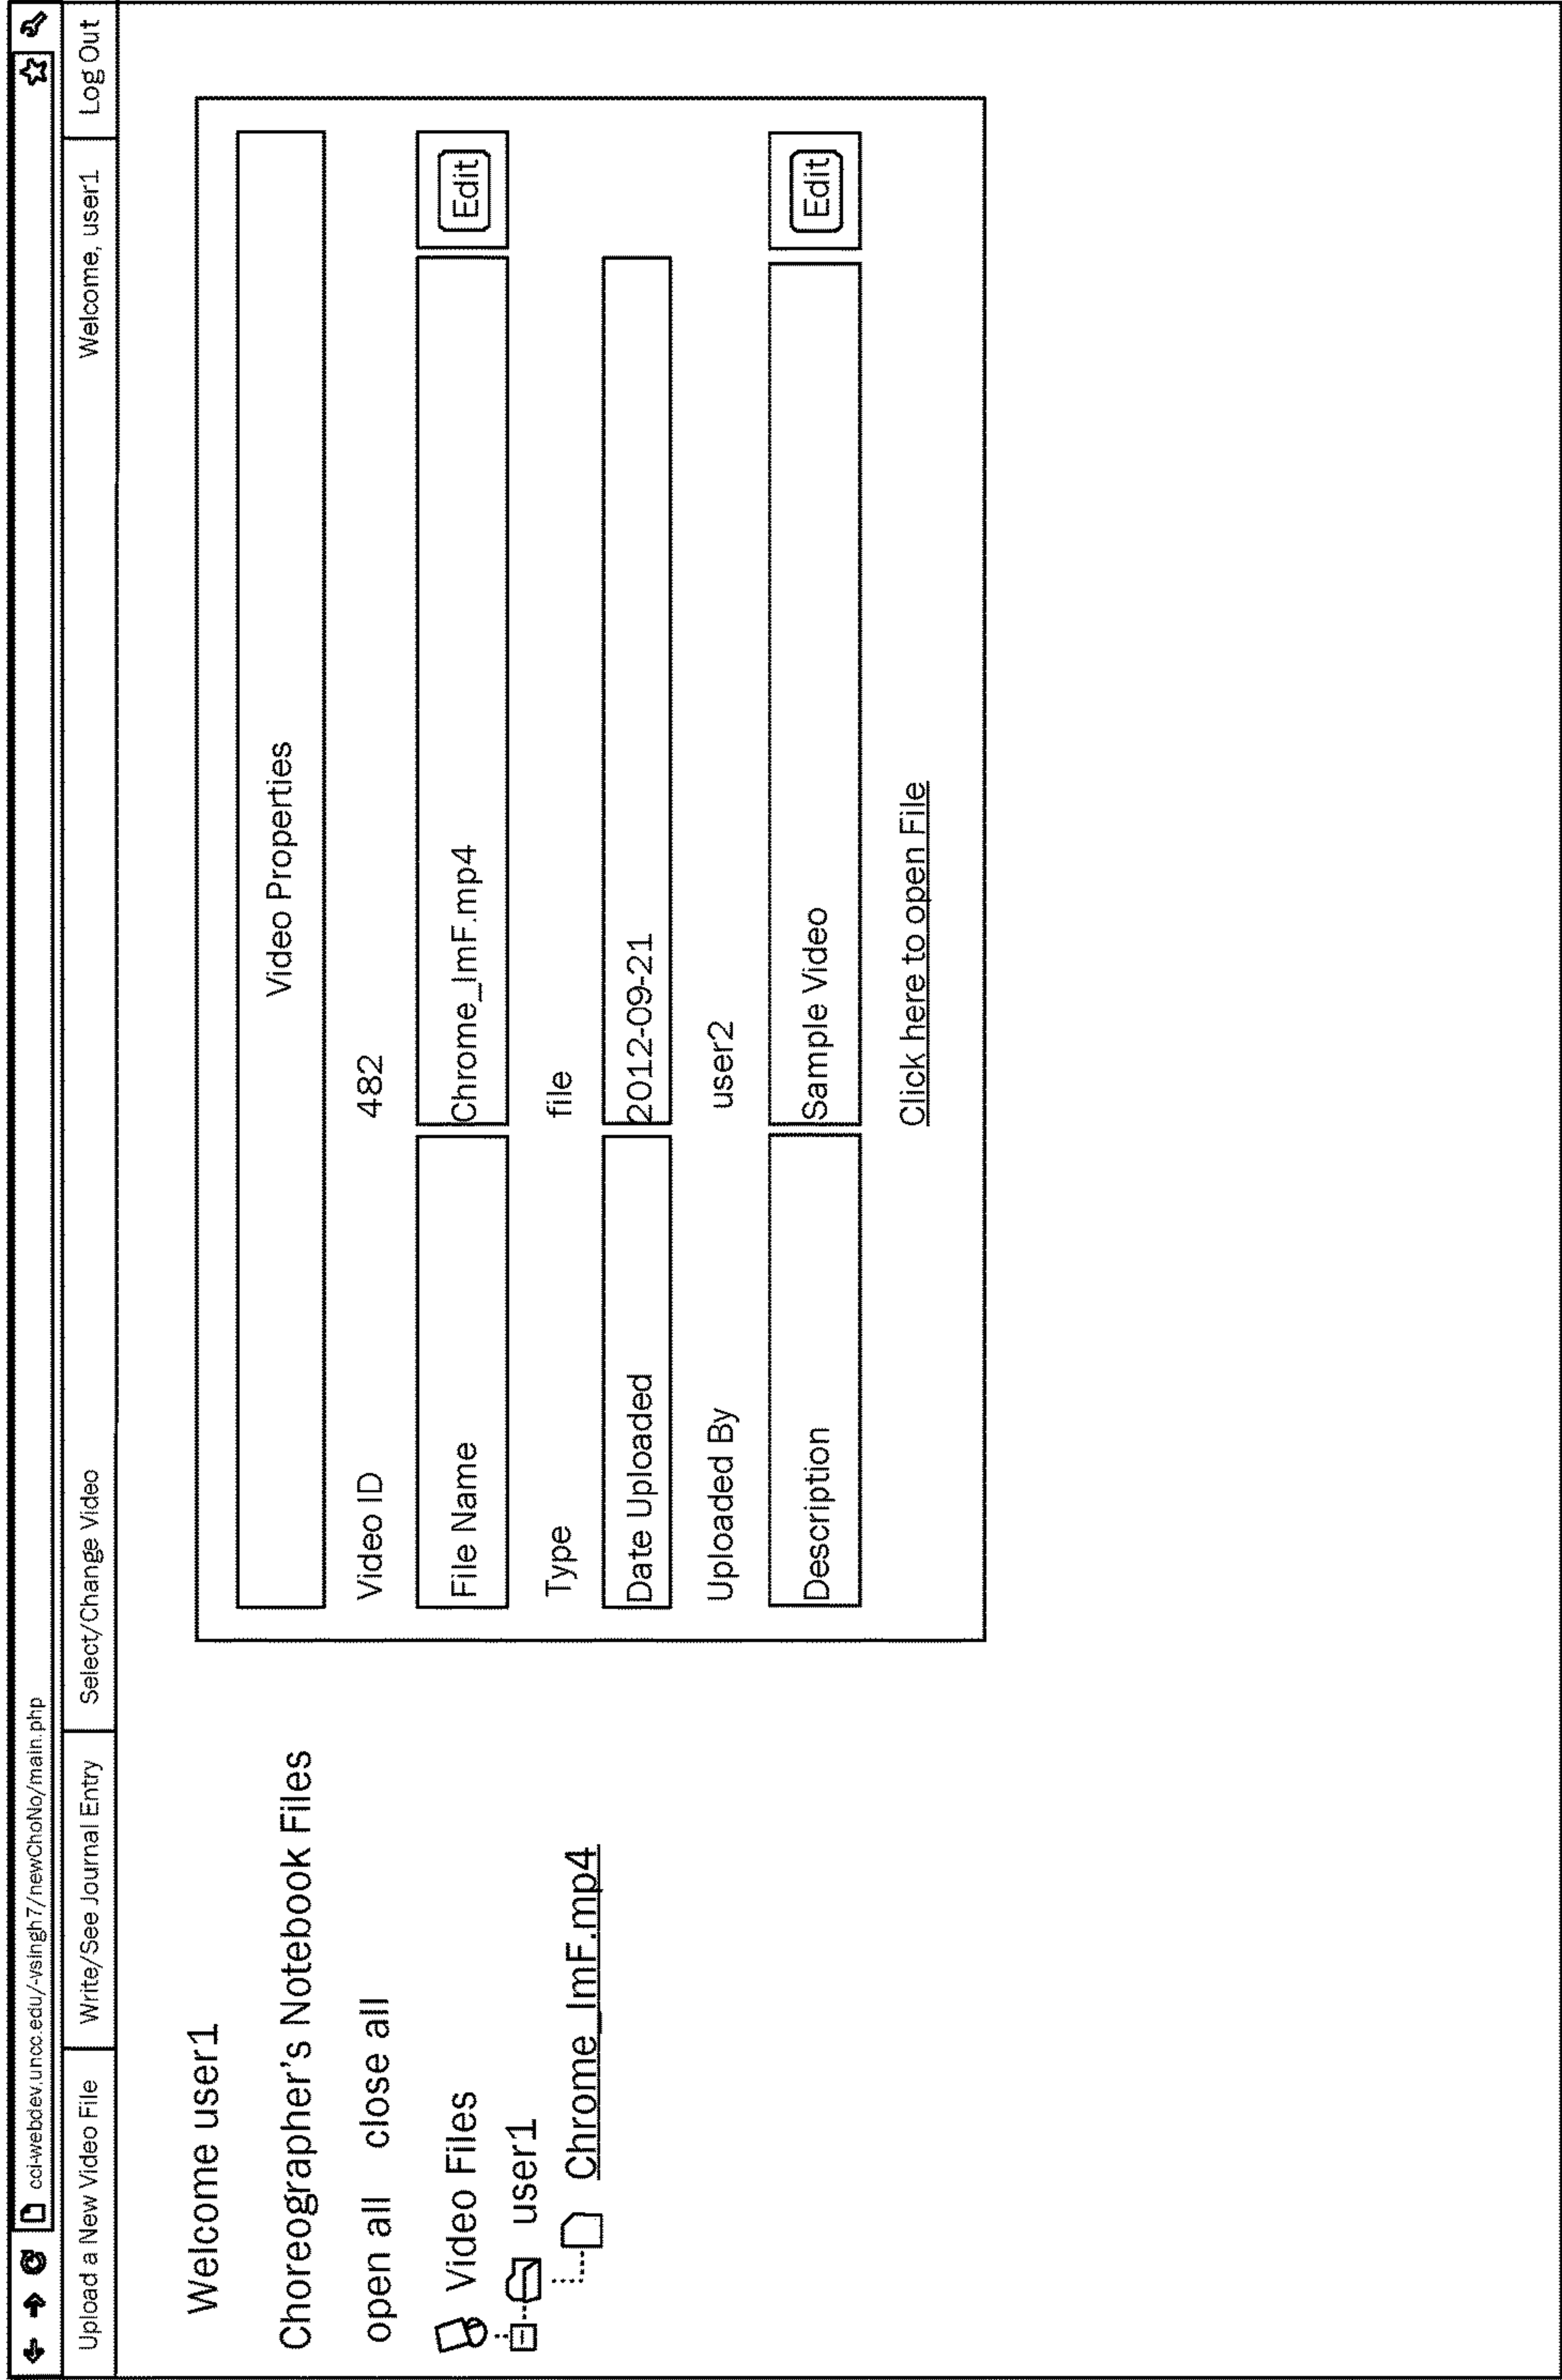 cci-webdev.uncc.edu/-vsingh7/newChoNo/main.php
Upload a New Video File Write/See Journal Entry Select/Change Video Welcome, user1 Log Out
Welcome user1
Choreographer's Notebook Files
open all close all
Video Files
user1
Chrome_ImF.mp4
Video Properties
Video ID 482
File Name Chrome_ImF.mp4 Edit
Type file
Date Uploaded 2012-09-21
Uploaded By user2
Description Sample Video Edit
Click here to open File